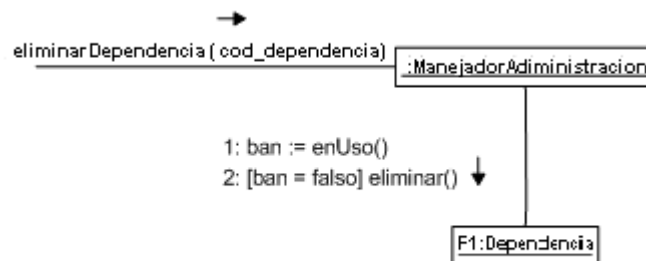 eliminarDependencia ( cod_dependencia)
:ManejadorAdiministracion
1: ban := enUso()
2: [ban = falso] eliminar()
F1:Dependencia